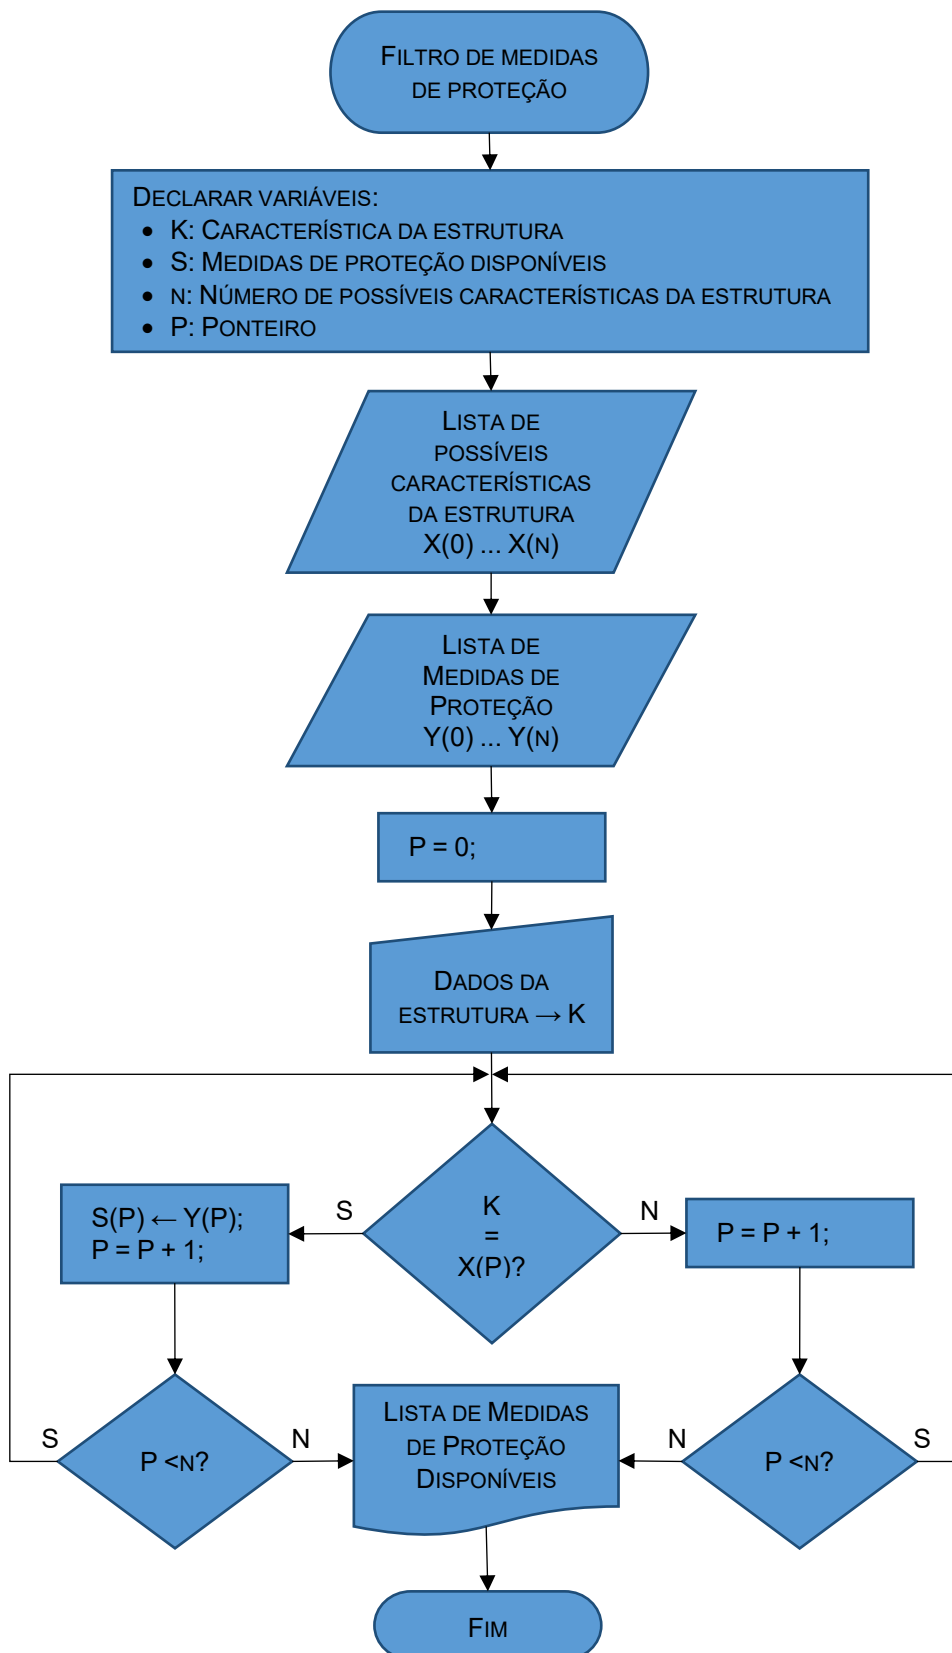 FILTRO DE MEDIDAS
DE PROTEÇÃO
DECLARAR VARIÁVEIS:
• K: CARACTERÍSTICA DA ESTRUTURA
• S: MEDIDAS DE PROTEÇÃO DISPONÍVEIS
• N: NÚMERO DE POSSÍVEIS CARACTERÍSTICAS DA ESTRUTURA
• P: PONTEIRO
LISTA DE
POSSÍVEIS
CARACTERÍSTICAS
DA ESTRUTURA
X(0) ... X(N)
LISTA DE
MEDIDAS DE
PROTEÇÃO
Y(0) ... Y(N)
P = 0;
DADOS DA
ESTRUTURA → K
S
K
=
X(P)?
N
S(P) ← Y(P);
P = P + 1;
P = P + 1;
S
P <N?
N
LISTA DE MEDIDAS
DE PROTEÇÃO
DISPONÍVEIS
N
P <N?
S
FIM